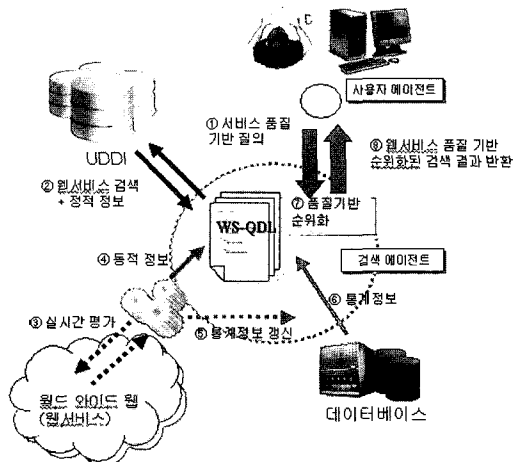 C
사용자 에이전트
① 서비스 품질
기반 질의
⑧ 웹서비스 품질 기반
순위화된 검색 결과 반환
UDDI
② 웹서비스 검색
+ 정적 정보
⑦ 품질기반
순위화
WS-QDL
④ 동적 정보
검색 에이전트
⑥ 통계정보
③ 실시간 평가
⑤ 통계정보 갱신
월드 와이드 웹
(웹서비스)
데이터베이스